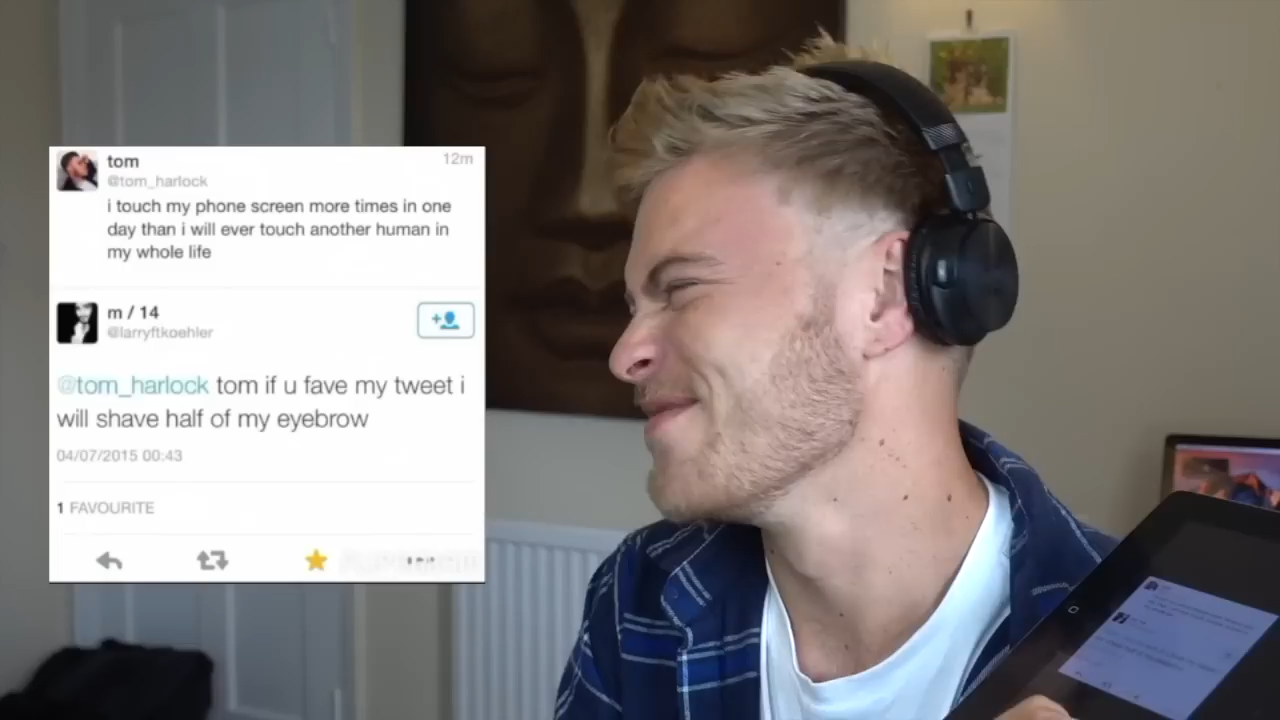 tom
12m
@tom_harlock
i touch my phone screen more times in one
day than i will ever touch another human in
my whole life
m / 14
@larryftkoehler
@tom_harlock tom if u fave my tweet i
will shave half of my eyebrow
04/07/2015 00:43
1 FAVOURITE